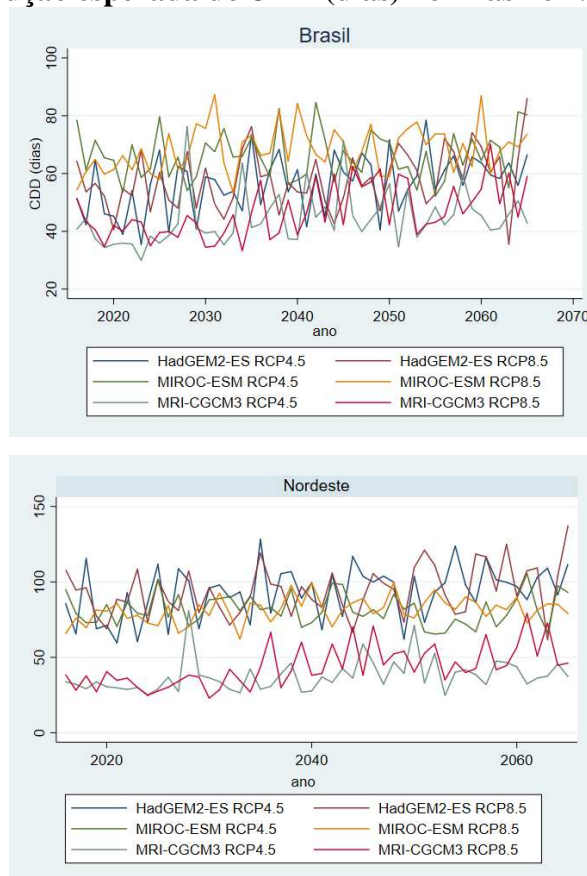 Brasil
100
80
60
40
20
CDD (dias)
2020 2030 2040 2050 2060 2070
ano
HadGEM2-ES RCP4.5 HadGEM2-ES RCP8.5
MIROC-ESM RCP4.5 MIROC-ESM RCP8.5
MRI-CGCM3 RCP4.5 MRI-CGCM3 RCP8.5
Nordeste
150
100
50
0
2020 2040 2060
ano
HadGEM2-ES RCP4.5 HadGEM2-ES RCP8.5
MIROC-ESM RCP4.5 MIROC-ESM RCP8.5
MRI-CGCM3 RCP4.5 MRI-CGCM3 RCP8.5